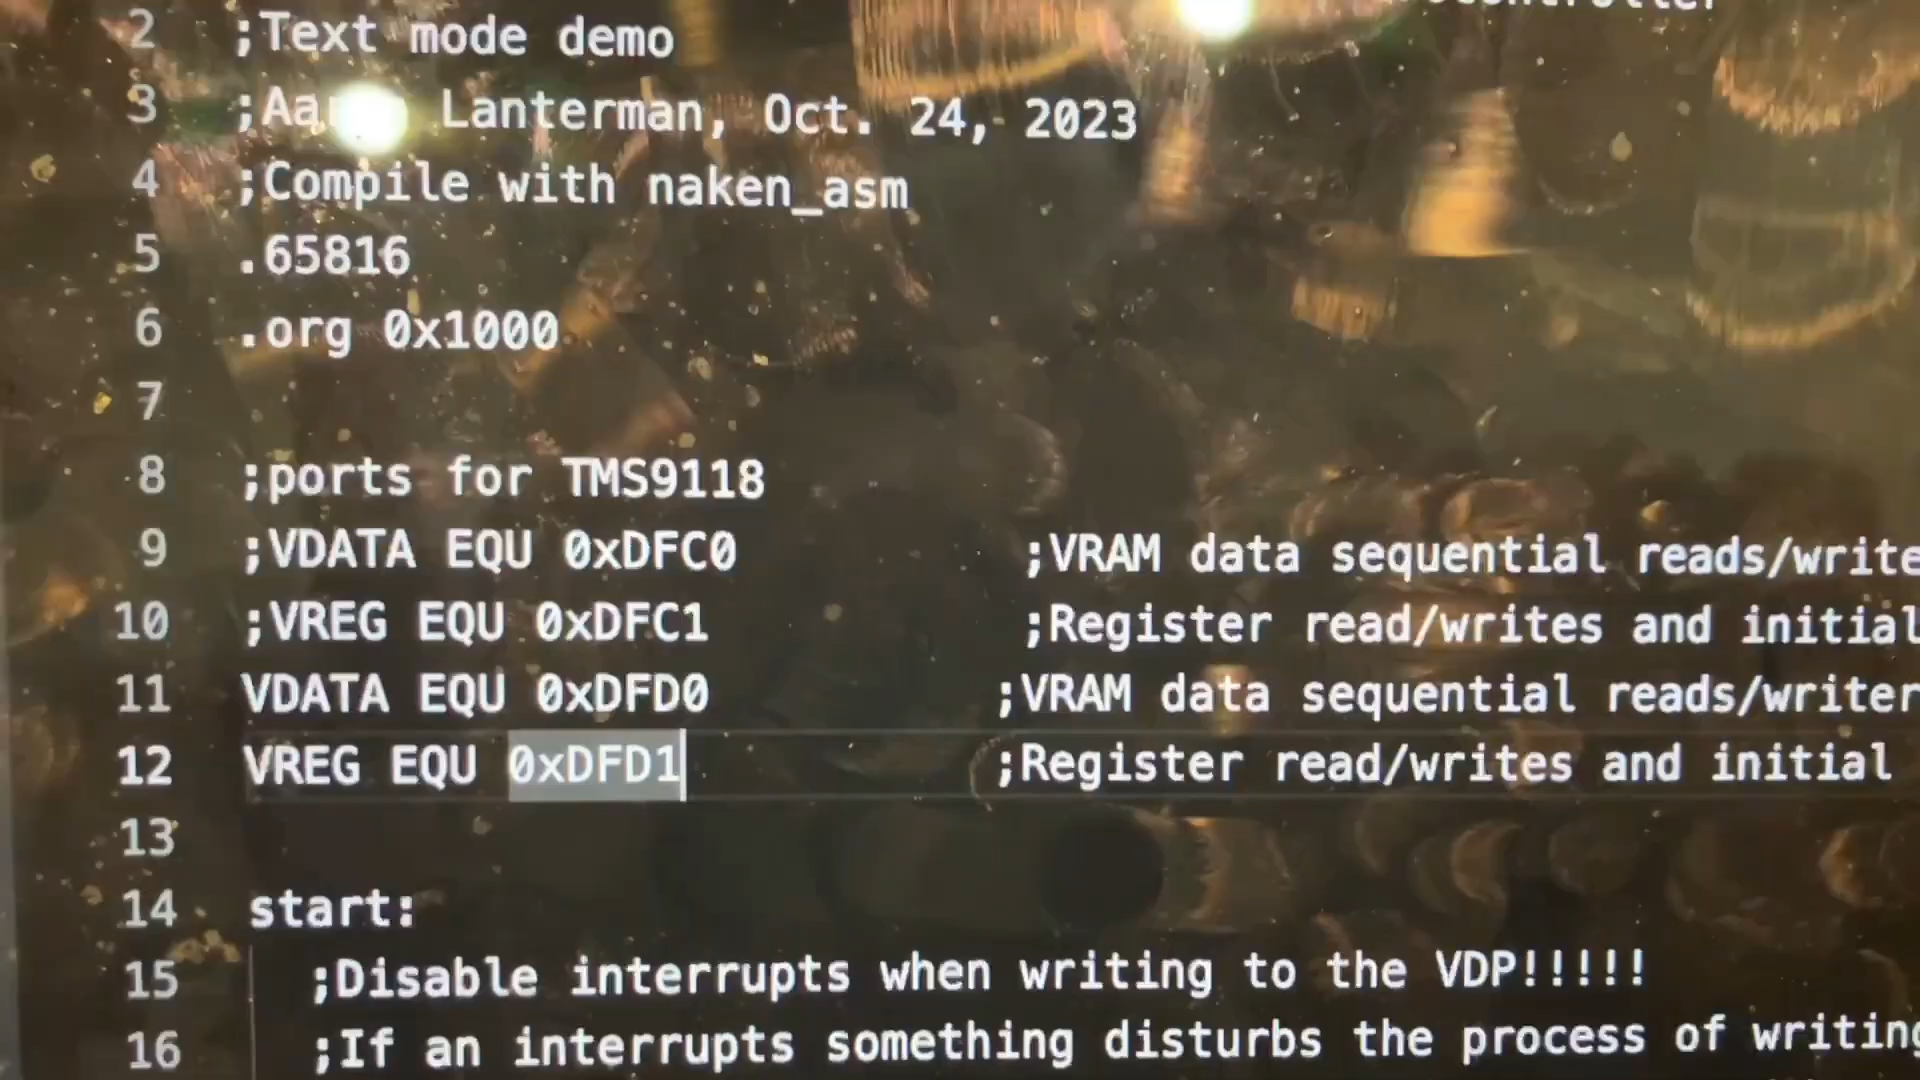 2 ;Text mode demo
3 ;Aaron Lanterman, Oct. 24, 2023
4 ;Compile with naken_asm
5 .65816
6 .org 0x1000
7
8 ;ports for TMS9118
9 ;VDATA EQU 0xDFC0 ;VRAM data sequential reads/write
10 ;VREG EQU 0xDFC1 ;Register read/writes and initial
11 VDATA EQU 0xDFD0 ;VRAM data sequential reads/writer
12 VREG EQU 0xDFD1 ;Register read/writes and initial
13
14 start:
15 ;Disable interrupts when writing to the VDP!!!!!
16 ;If an interrupts something disturbs the process of writing